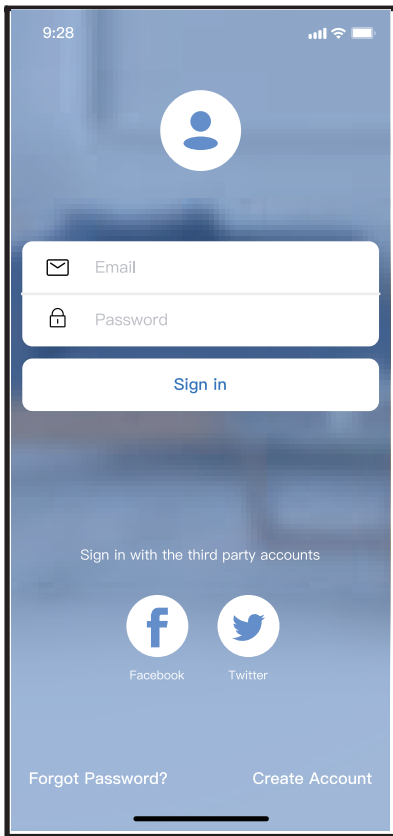 9:28
Email
Password
Sign in
Sign in with the third party accounts
Facebook Twitter
Forgot Password? Create Account